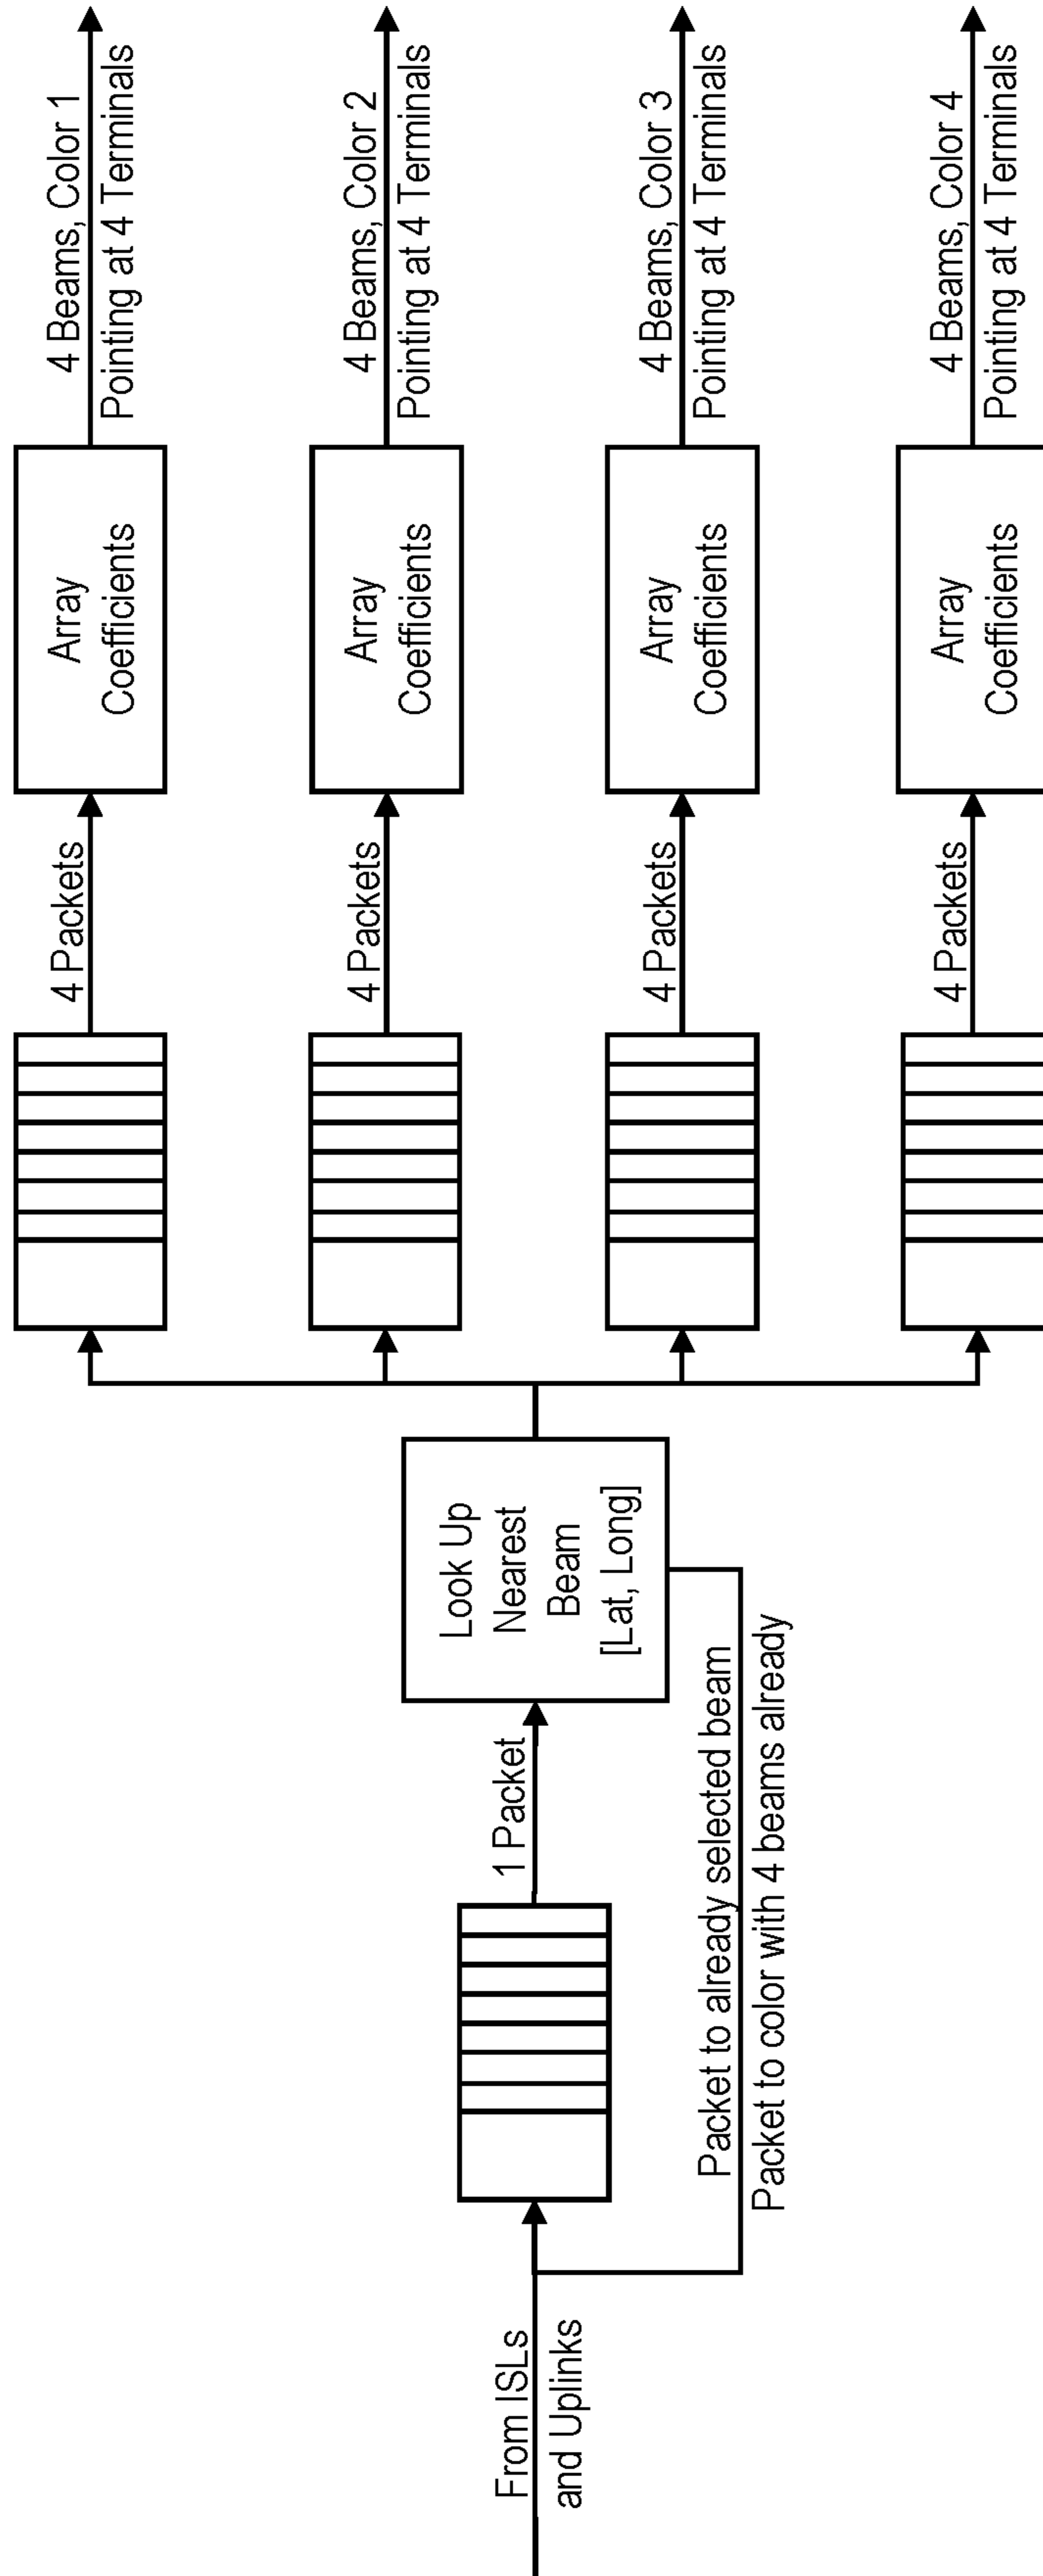 From ISLs
and Uplinks
1 Packet
Packet to already selected beam
Packet to color with 4 beams already
Look Up
Nearest
Beam
[Lat, Long]
4 Packets
Array
Coefficients
4 Beams, Color 1
Pointing at 4 Terminals
4 Packets
Array
Coefficients
4 Beams, Color 2
Pointing at 4 Terminals
4 Packets
Array
Coefficients
4 Beams, Color 3
Pointing at 4 Terminals
4 Packets
Array
Coefficients
4 Beams, Color 4
Pointing at 4 Terminals